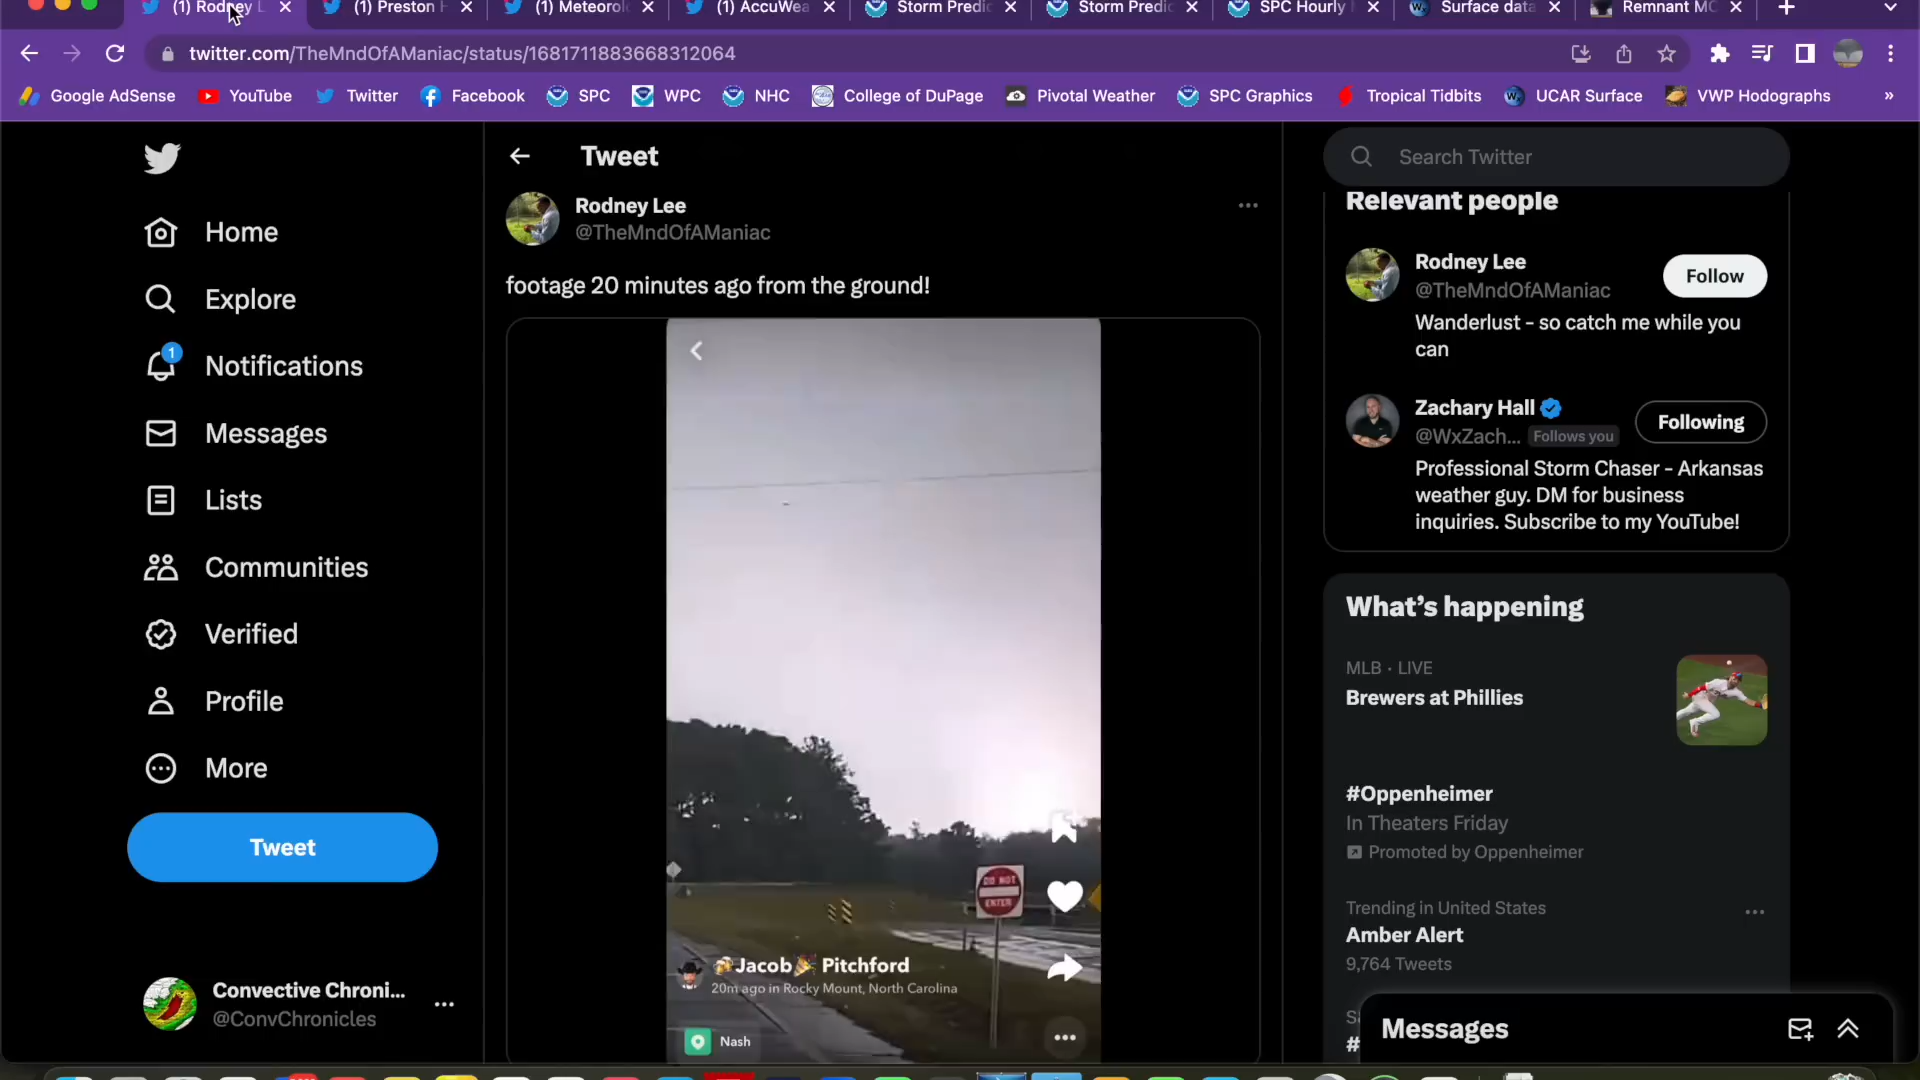 (1) Rodney L
(1) Preston H
(1) Meteorolo
(1) AccuWea
Storm Predic
Storm Predic
SPC Hourly
Surface data
Remnant MC
twitter.com/TheMndOfAManiac/status/1681711883668312064
Google AdSense
YouTube
Twitter
Facebook
SPC
WPC
NHC
College of DuPage
Pivotal Weather
SPC Graphics
Tropical Tidbits
UCAR Surface
VWP Hodographs
»
Home
Explore
1
Notifications
Messages
Lists
Communities
Verified
Profile
More
Tweet
Convective Chroni...
@ConvChronicles
Tweet
Rodney Lee
@TheMndOfAManiac
footage 20 minutes ago from the ground!
DO NOT
ENTER
Jacob Pitchford
20m ago in Rocky Mount, North Carolina
Nash
Search Twitter
Relevant people
Rodney Lee
@TheMndOfAManiac
Follow
Wanderlust - so catch me while you
can
Zachary Hall
@WxZach... Follows you
Following
Professional Storm Chaser - Arkansas
weather guy. DM for business
inquiries. Subscribe to my YouTube!
What's happening
MLB · LIVE
Brewers at Phillies
#Oppenheimer
In Theaters Friday
Promoted by Oppenheimer
Trending in United States
Amber Alert
9,764 Tweets
Messages